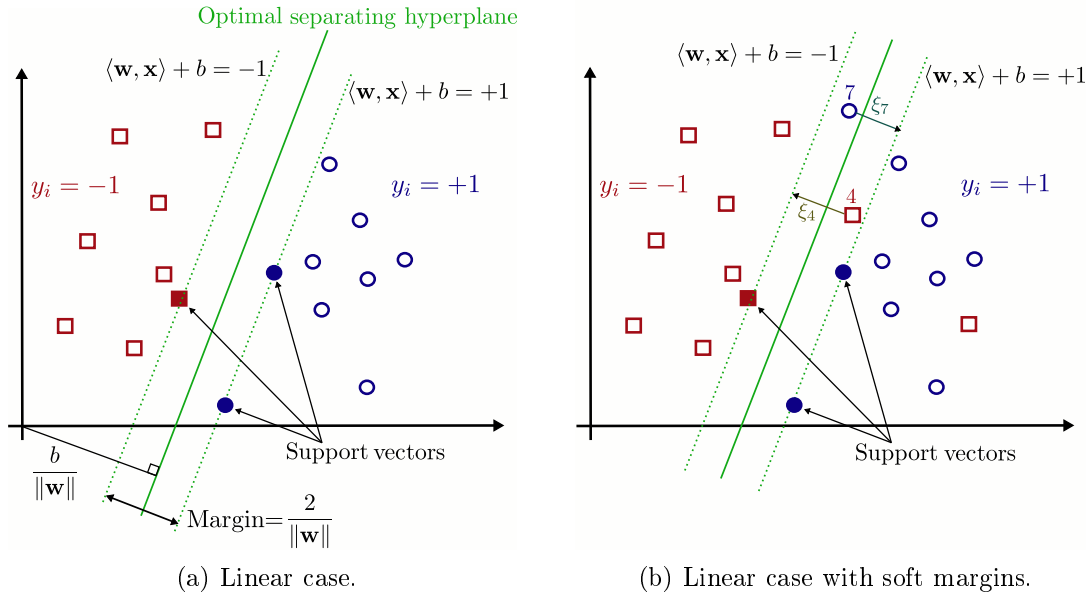 Optimal separating hyperplane
⟨w, x⟩ + b = −1
⟨w, x⟩ + b = +1
y_i = −1
y_i = +1
Support vectors
b
‖w‖
Margin= 2
‖w‖
(a) Linear case.
⟨w, x⟩ + b = −1
⟨w, x⟩ + b = +1
7
ξ_7
y_i = −1
y_i = +1
4
ξ_4
Support vectors
(b) Linear case with soft margins.